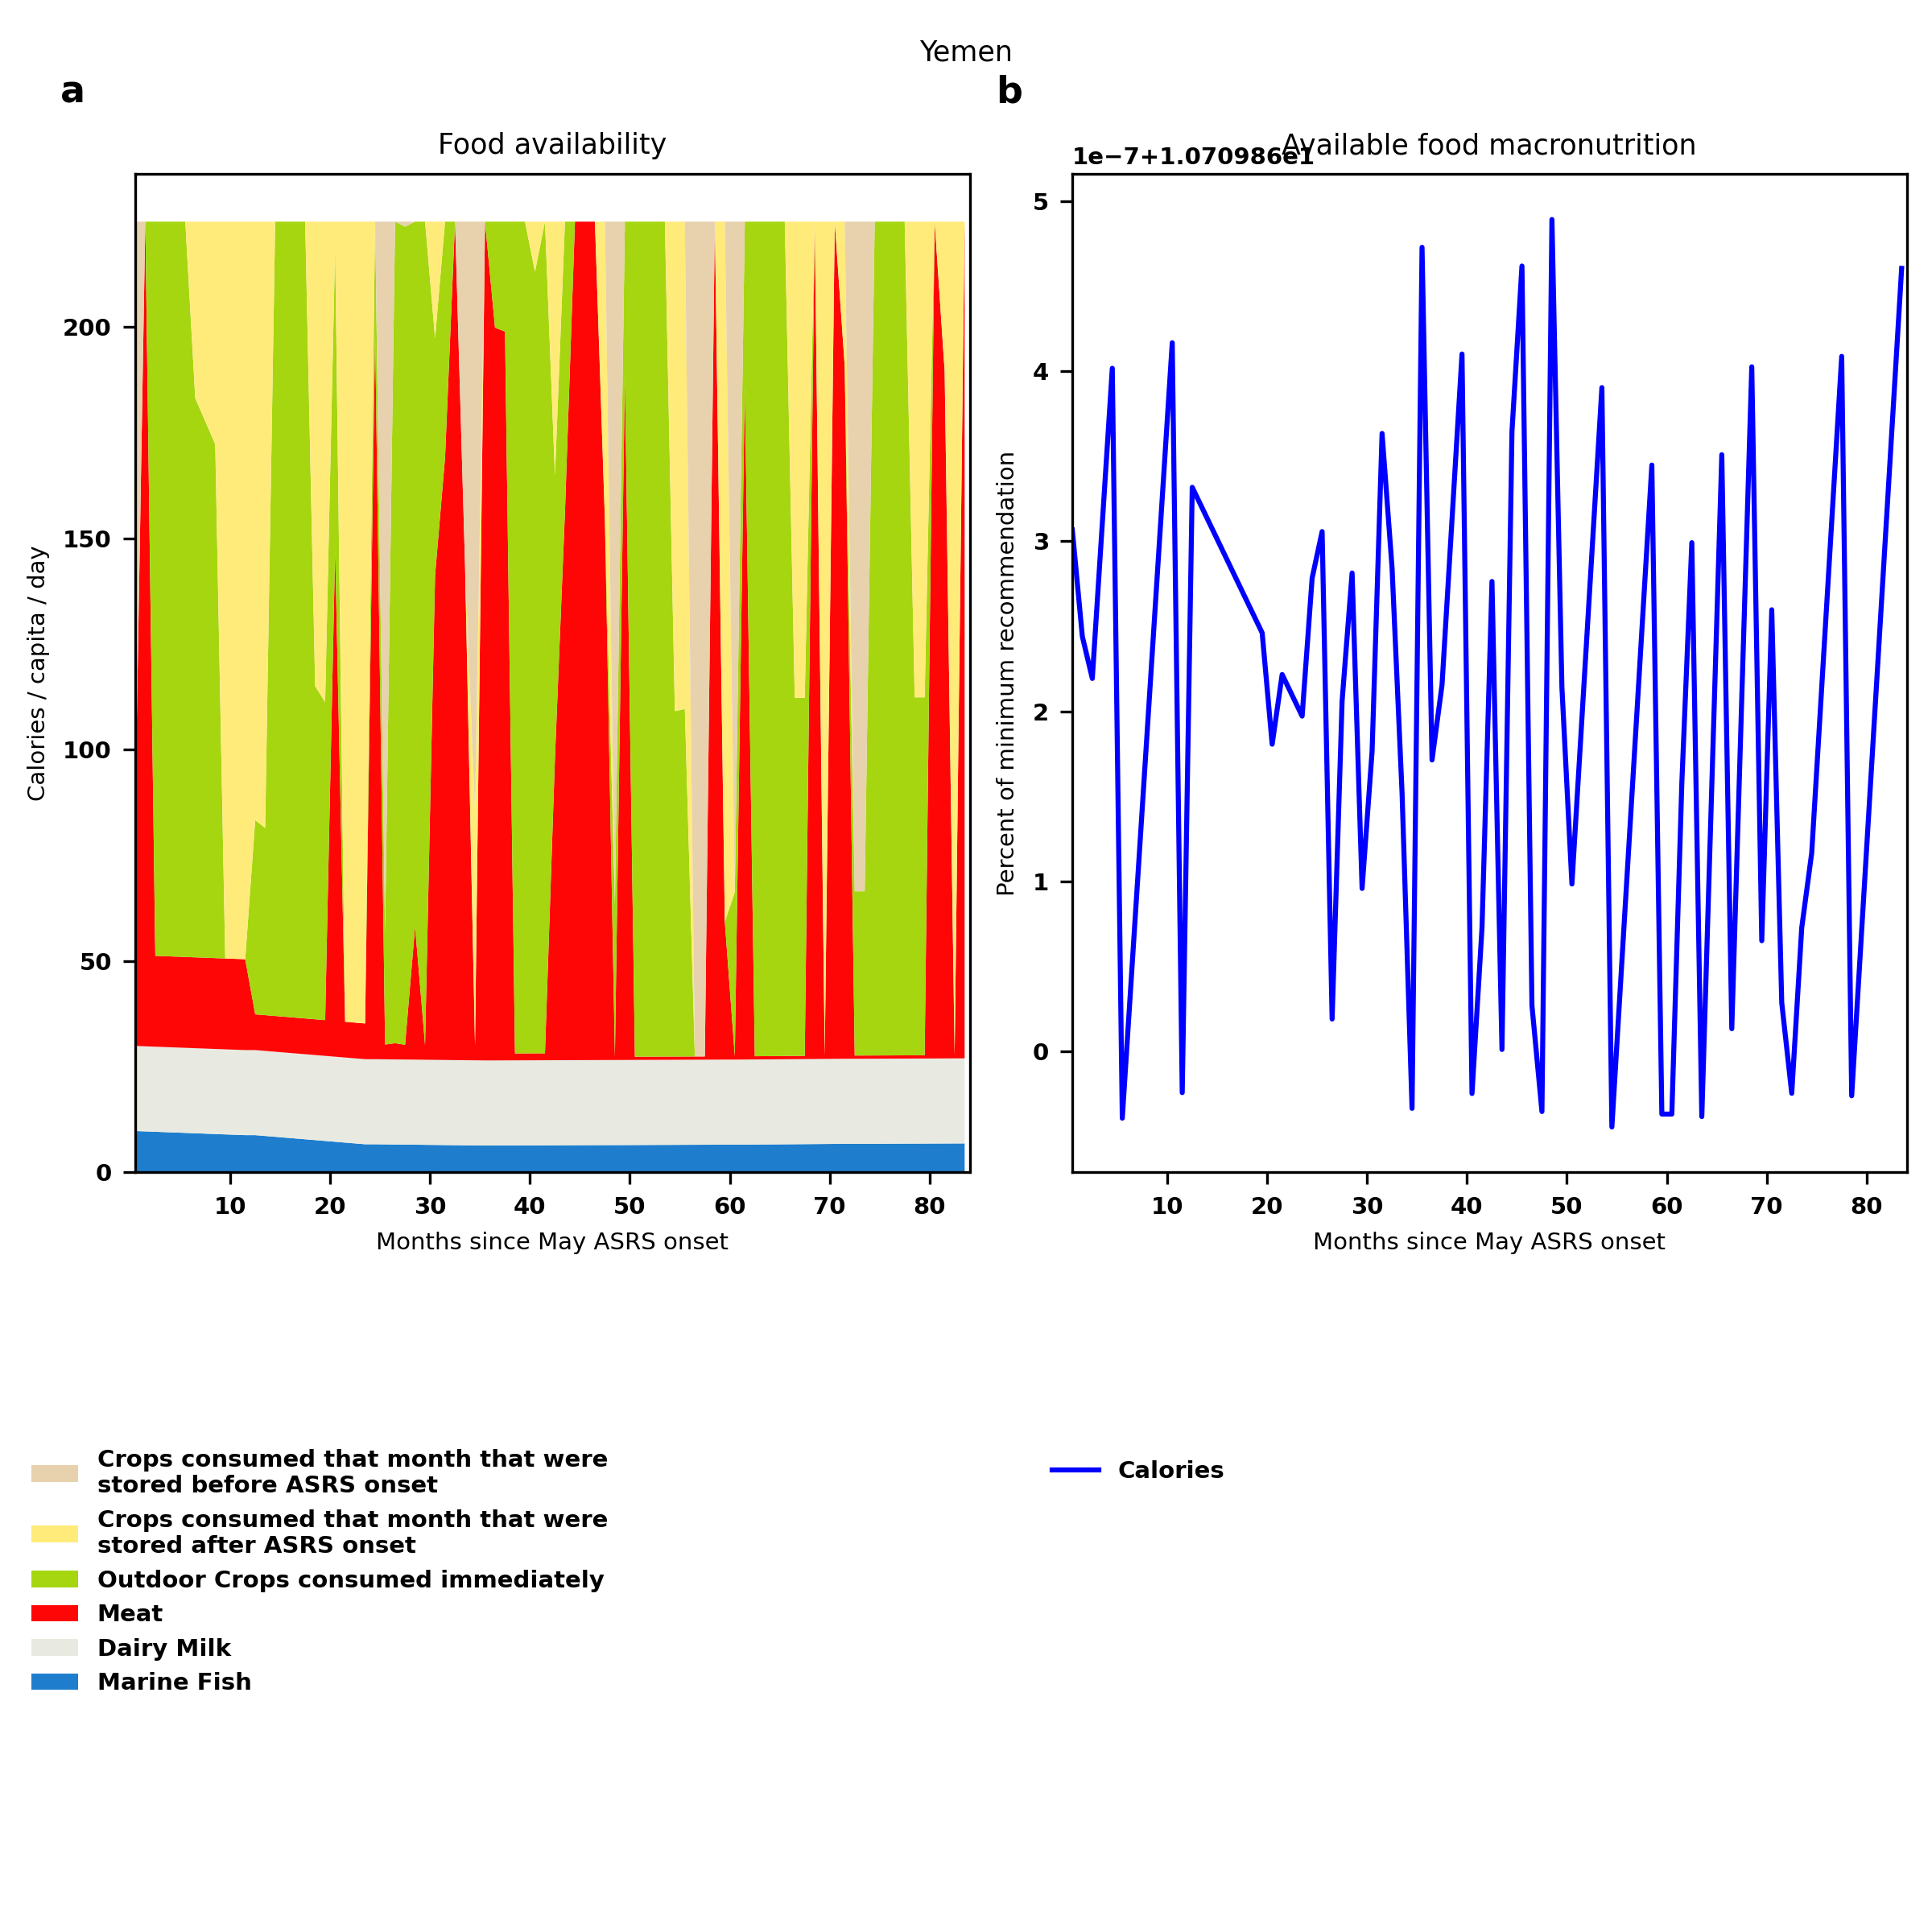 Yemen
a
b
Food availability
Available food macronutrition
1e−7+1.070986e1
Calories / capita / day
200
150
100
50
0
10 20 30 40 50 60 70 80
Months since May ASRS onset
Percent of minimum recommendation
5
4
3
2
1
0
10 20 30 40 50 60 70 80
Months since May ASRS onset
Crops consumed that month that were
stored before ASRS onset
Crops consumed that month that were
stored after ASRS onset
Outdoor Crops consumed immediately
Meat
Dairy Milk
Marine Fish
Calories